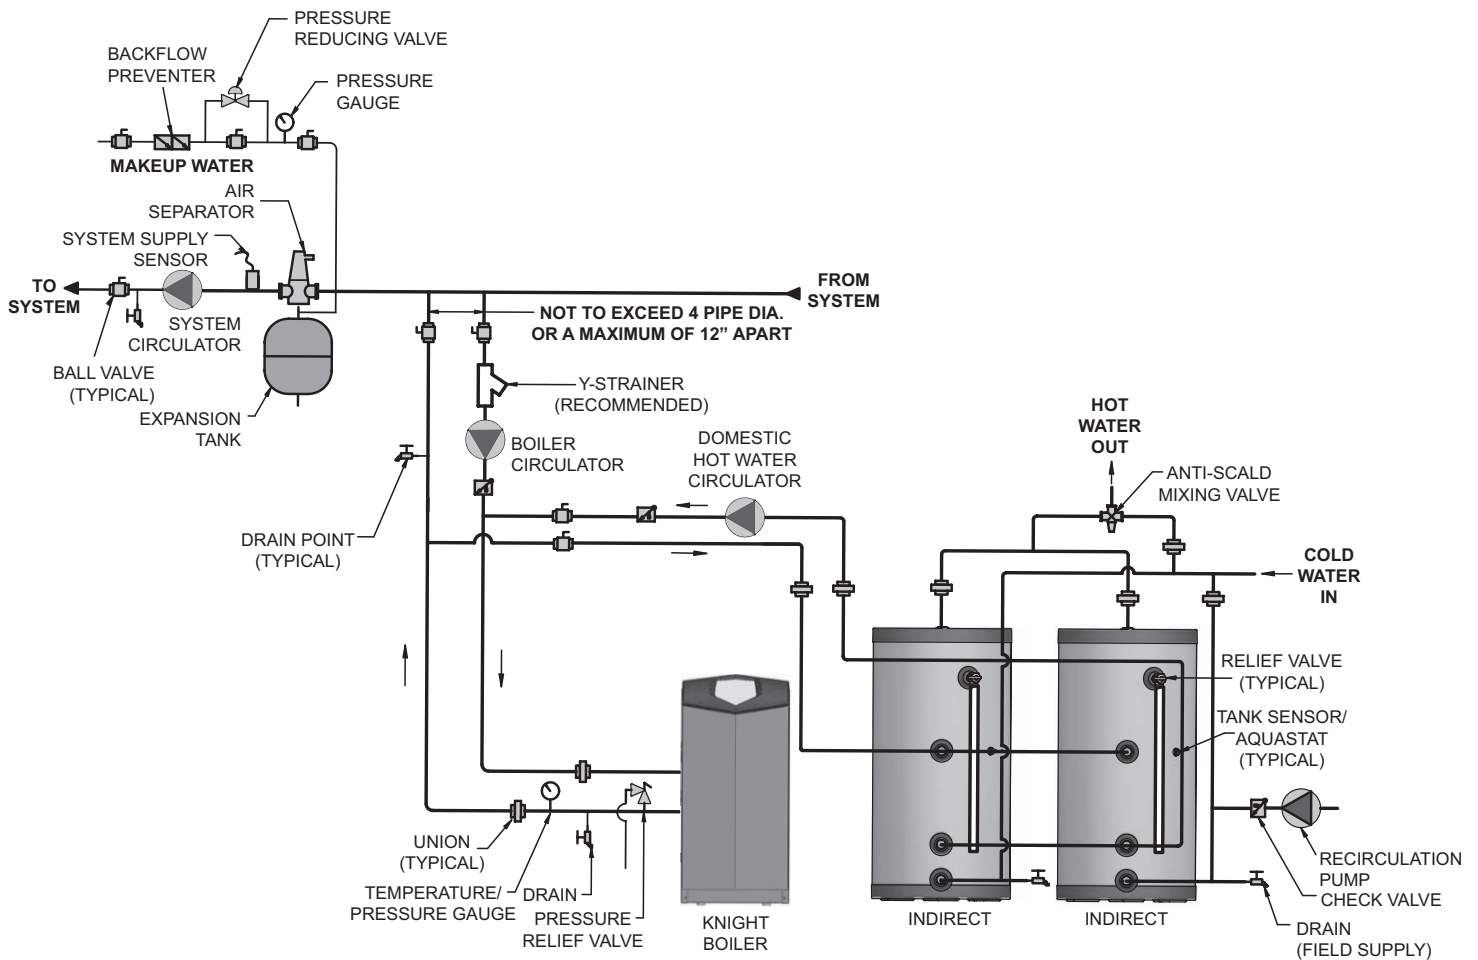 PRESSURE
REDUCING VALVE
BACKFLOW
PREVENTER
PRESSURE
GAUGE
MAKEUP WATER
AIR
SEPARATOR
SYSTEM SUPPLY
SENSOR
TO
SYSTEM
FROM
SYSTEM
NOT TO EXCEED 4 PIPE DIA.
OR A MAXIMUM OF 12” APART
SYSTEM
CIRCULATOR
BALL VALVE
(TYPICAL)
EXPANSION
TANK
Y-STRAINER
(RECOMMENDED)
BOILER
CIRCULATOR
DOMESTIC
HOT WATER
CIRCULATOR
HOT
WATER
OUT
ANTI-SCALD
MIXING VALVE
DRAIN POINT
(TYPICAL)
COLD
WATER
IN
RELIEF VALVE
(TYPICAL)
TANK SENSOR/
AQUASTAT
(TYPICAL)
UNION
(TYPICAL)
TEMPERATURE/
PRESSURE GAUGE
DRAIN
PRESSURE
RELIEF VALVE
KNIGHT
BOILER
INDIRECT
INDIRECT
RECIRCULATION
PUMP
CHECK VALVE
DRAIN
(FIELD SUPPLY)